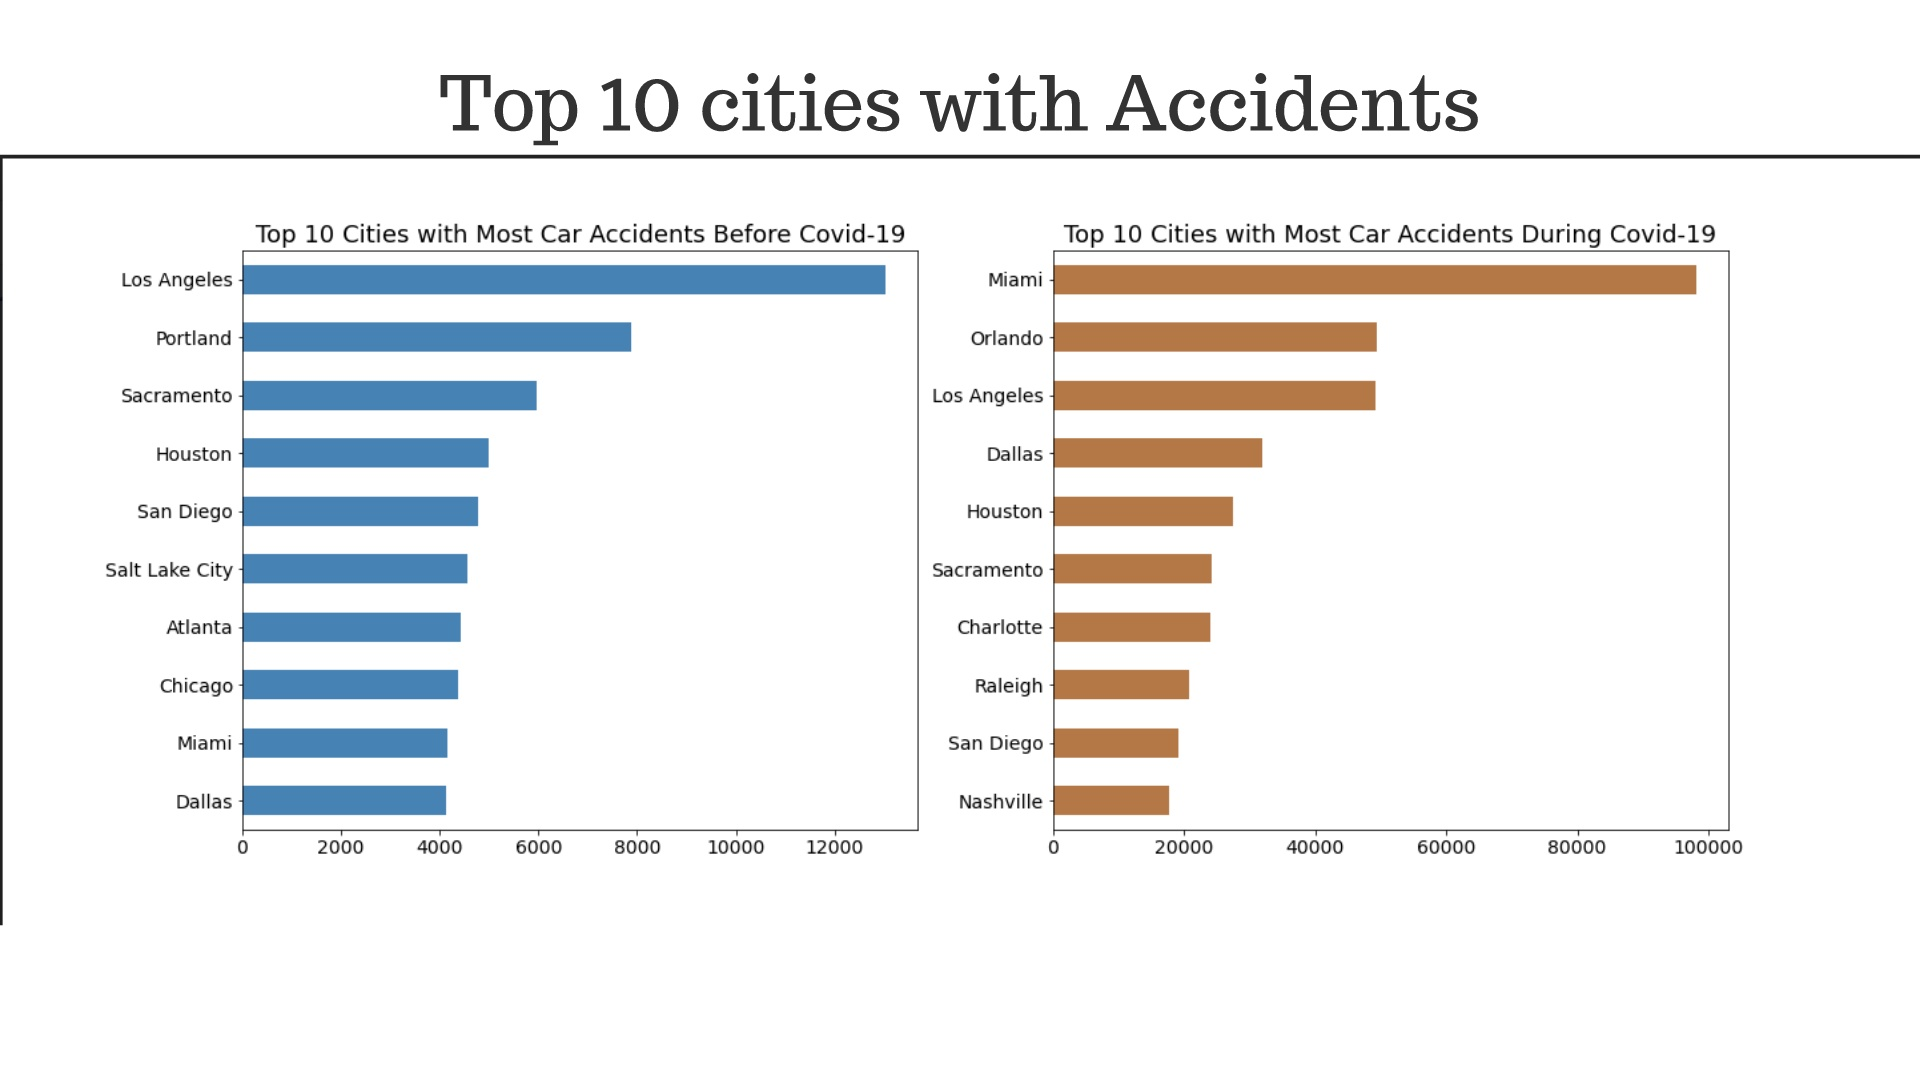 Top 10 cities with Accidents
Top 10 Cities with Most Car Accidents Before Covid-19
Los Angeles
Portland
Sacramento
Houston
San Diego
Salt Lake City
Atlanta
Chicago
Miami
Dallas
0 2000 4000 6000 8000 10000 12000
Top 10 Cities with Most Car Accidents During Covid-19
Miami
Orlando
Los Angeles
Dallas
Houston
Sacramento
Charlotte
Raleigh
San Diego
Nashville
0 20000 40000 60000 80000 100000